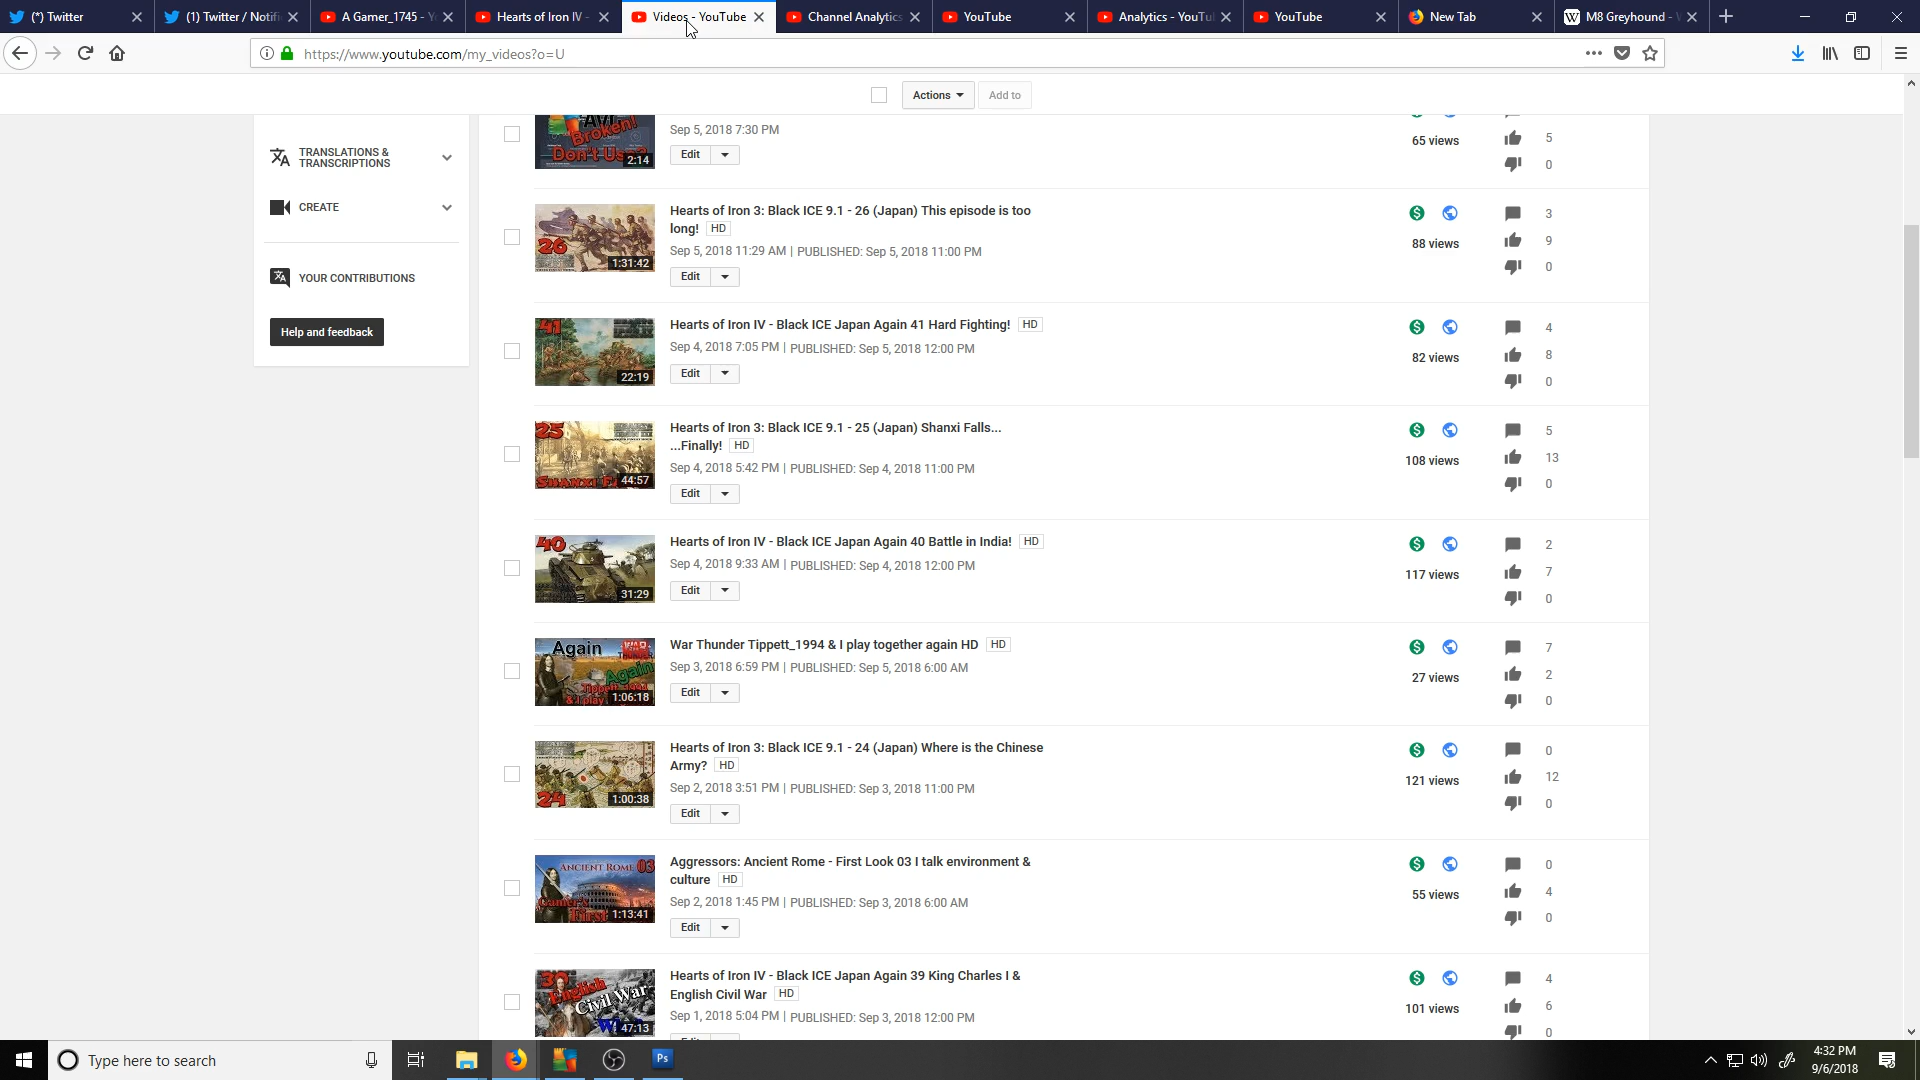 (*) Twitter
(1) Twitter / Notifi
A Gamer_1745 - Y
Hearts of Iron IV -
Videos - YouTube
Channel Analytics
YouTube
Analytics - YouTu
YouTube
New Tab
M8 Greyhound -
https://www.youtube.com/my_videos?o=U
Actions
Add to
TRANSLATIONS &
TRANSCRIPTIONS
CREATE
YOUR CONTRIBUTIONS
Help and feedback
Broken!
2:14
Sep 5, 2018 7:30 PM
Edit
65 views
5
0
26
1:31:42
Hearts of Iron 3: Black ICE 9.1 - 26 (Japan) This episode is too
long! HD
Sep 5, 2018 11:29 AM | PUBLISHED: Sep 5, 2018 11:00 PM
Edit
88 views
3
9
0
41
22:19
Hearts of Iron IV - Black ICE Japan Again 41 Hard Fighting! HD
Sep 4, 2018 7:05 PM | PUBLISHED: Sep 5, 2018 12:00 PM
Edit
82 views
4
8
0
25
44:57
Hearts of Iron 3: Black ICE 9.1 - 25 (Japan) Shanxi Falls...
...Finally! HD
Sep 4, 2018 5:42 PM | PUBLISHED: Sep 4, 2018 11:00 PM
Edit
108 views
5
13
0
40
31:29
Hearts of Iron IV - Black ICE Japan Again 40 Battle in India! HD
Sep 4, 2018 9:33 AM | PUBLISHED: Sep 4, 2018 12:00 PM
Edit
117 views
2
7
0
Again
Again
& I play
1:06:18
War Thunder Tippett_1994 & I play together again HD HD
Sep 3, 2018 6:59 PM | PUBLISHED: Sep 5, 2018 6:00 AM
Edit
27 views
7
2
0
24
1:00:38
Hearts of Iron 3: Black ICE 9.1 - 24 (Japan) Where is the Chinese
Army? HD
Sep 2, 2018 3:51 PM | PUBLISHED: Sep 3, 2018 11:00 PM
Edit
121 views
0
12
0
ANCIENT ROME 03
Gamer's
First
1:13:41
Aggressors: Ancient Rome - First Look 03 I talk environment &
culture HD
Sep 2, 2018 1:45 PM | PUBLISHED: Sep 3, 2018 6:00 AM
Edit
55 views
0
4
0
39
English
Civil War
47:13
Hearts of Iron IV - Black ICE Japan Again 39 King Charles I &
English Civil War HD
Sep 1, 2018 5:04 PM | PUBLISHED: Sep 3, 2018 12:00 PM
101 views
4
6
0
Type here to search
Ps
4:32 PM
9/6/2018